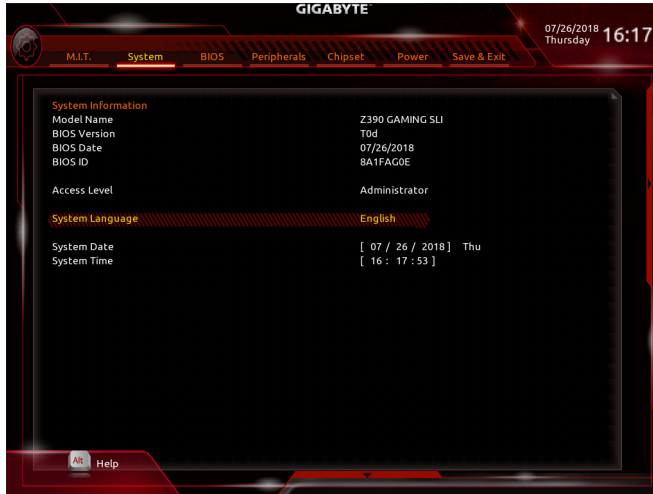 GIGABYTE
07/26/2018
Thursday 16:17
M.I.T. System BIOS Peripherals Chipset Power Save & Exit
System Information
Model Name Z390 GAMING SLI
BIOS Version T0d
BIOS Date 07/26/2018
BIOS ID 8A1FAG0E
Access Level Administrator
System Language English
System Date [ 07 / 26 / 2018 ] Thu
System Time [ 16 : 17 : 53 ]
Alt Help